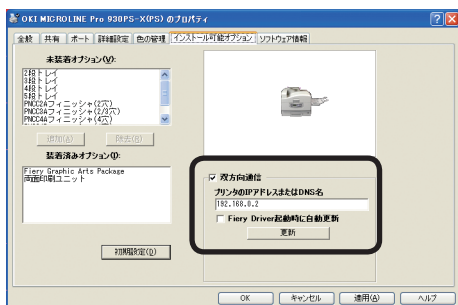 OKI MICROLINE Pro 930PS-X(PS) のプロパティ
全般 共有 ポート 詳細設定 色の管理 インストール可能オプション ソフトウェア情報
未装着オプション(V):
2段トレイ
3段トレイ
4段トレイ
5段トレイ
PNCC2Aフィニッシャ(2穴)
PNCC3Aフィニッシャ(2/3穴)
PNCC4Aフィニッシャ(4穴)
追加(A) 除去(R)
装着済みオプション(I):
Fiery Graphic Arts Package
両面印刷ユニット
初期設定(D)
双方向通信
プリンタのIPアドレスまたはDNS名
192.168.0.2
Fiery Driver起動時に自動更新
更新
OK キャンセル 適用(A) ヘルプ